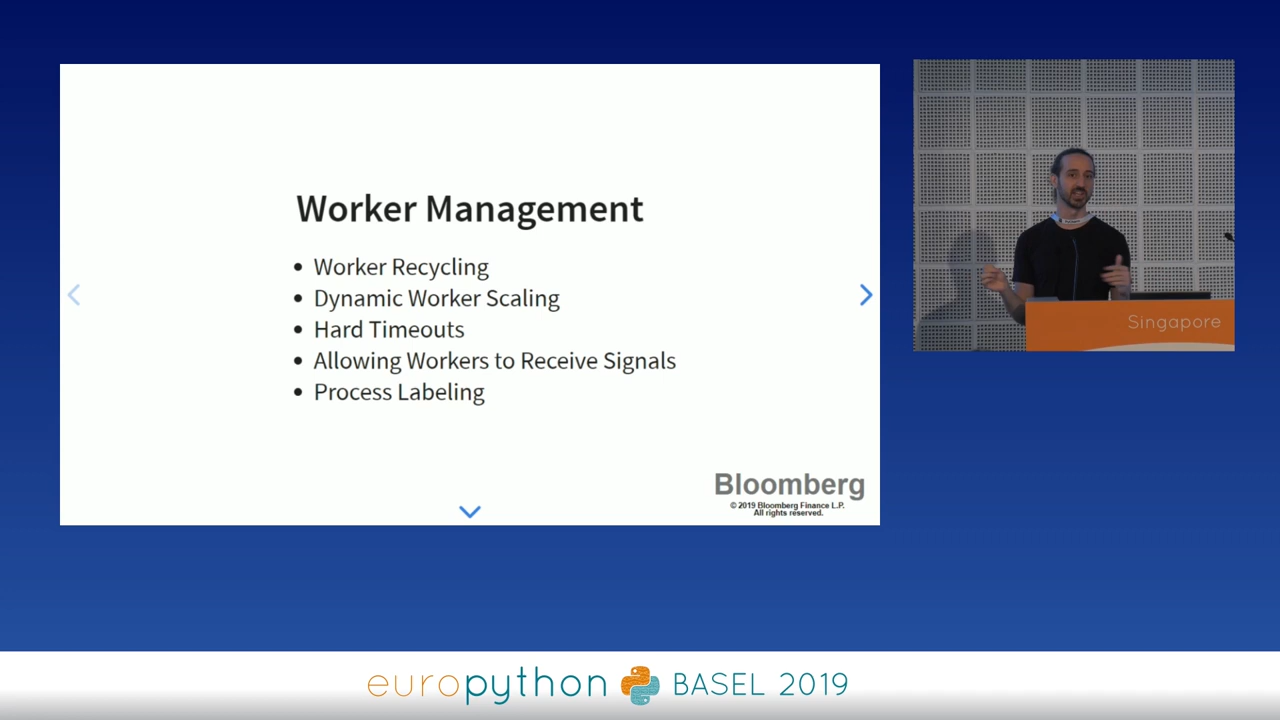 Worker Management
• Worker Recycling
• Dynamic Worker Scaling
• Hard Timeouts
• Allowing Workers to Receive Signals
• Process Labeling
Bloomberg
© 2019 Bloomberg Finance L.P.
All rights reserved.
Singapore
europython BASEL 2019